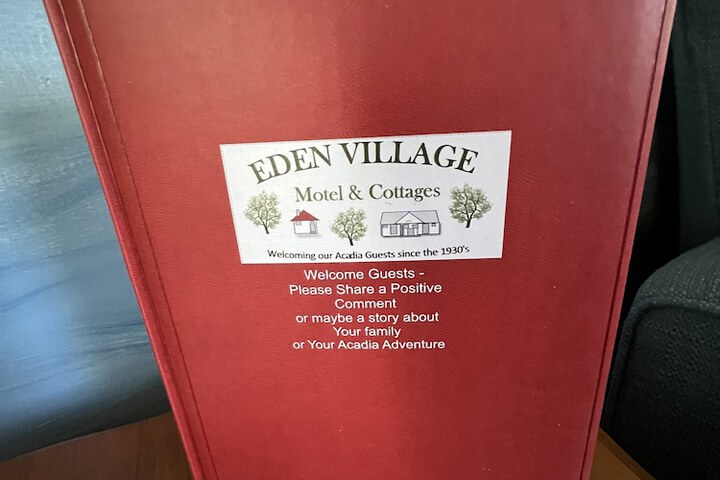 EDEN VILLAGE
Motel & Cottages
Welcoming our Acadia Guests since the 1930's
Welcome Guests -
Please Share a Positive
Comment
or maybe a story about
Your family
or Your Acadia Adventure